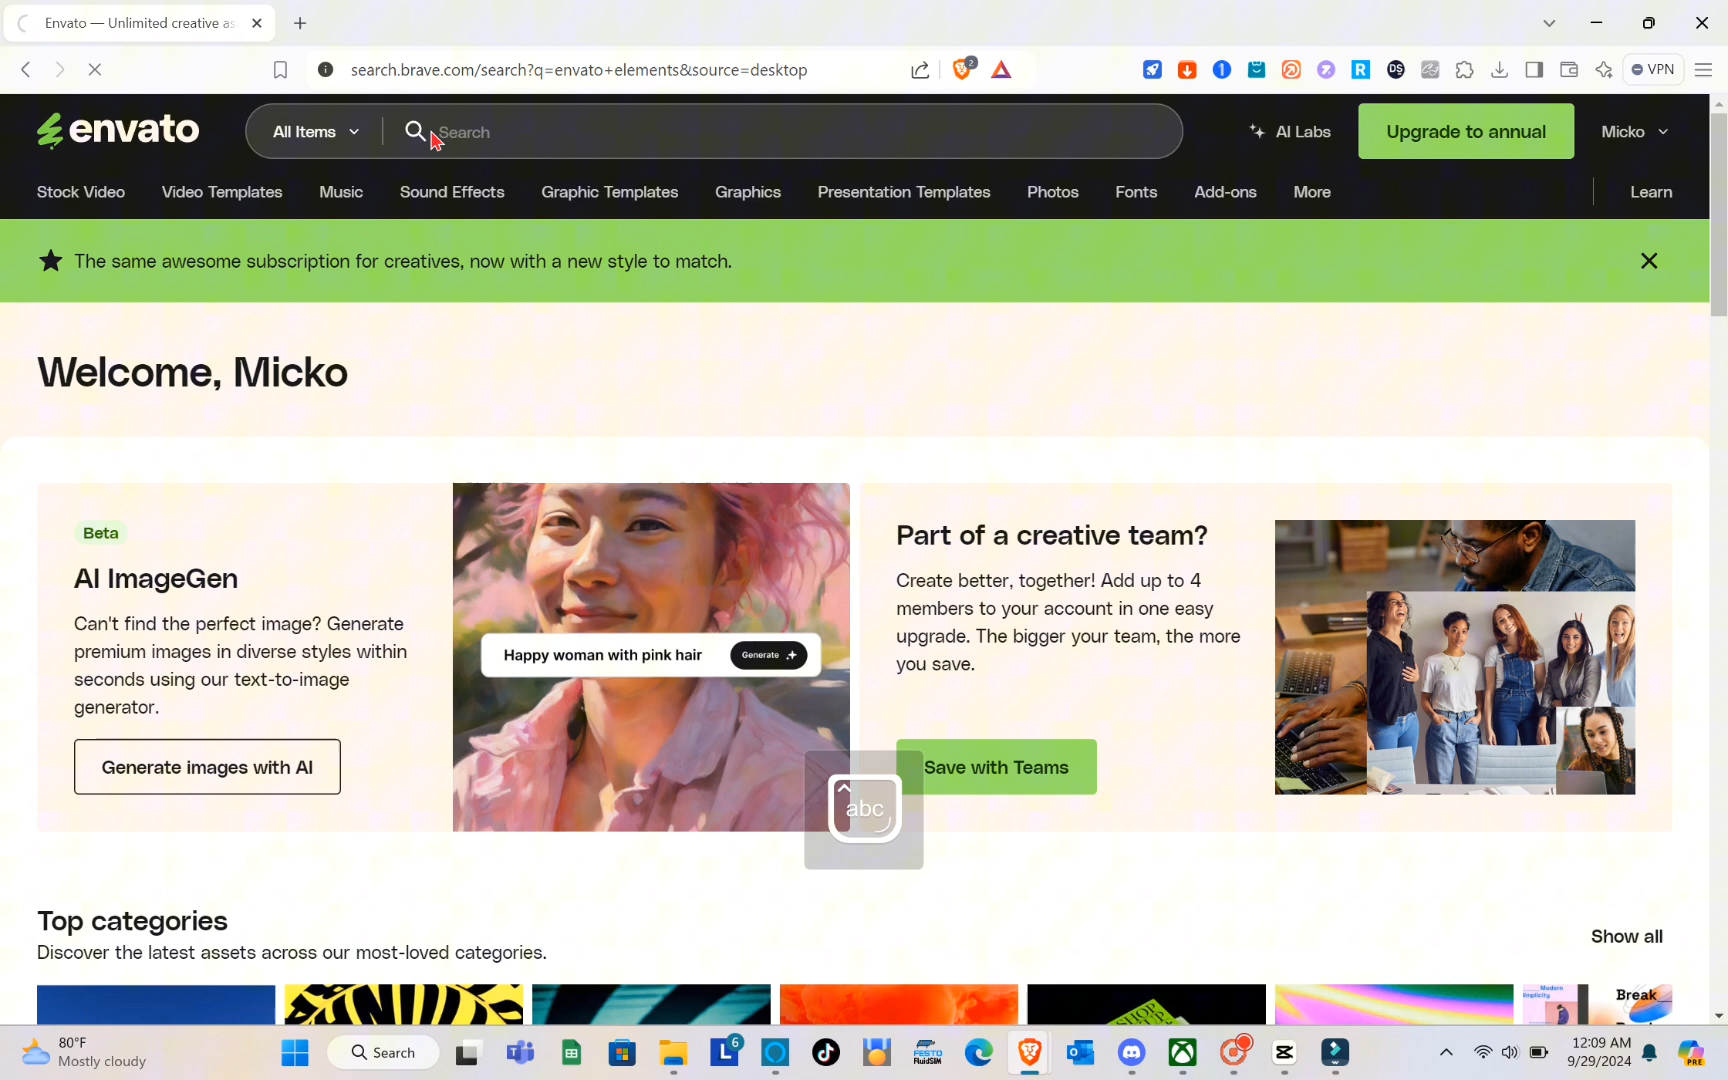 Envato — Unlimited creative as
search.brave.com/search?q=envato+elements&source=desktop
2
VPN
envato
All Items
Search
AI Labs
Upgrade to annual
Micko
Stock Video
Video Templates
Music
Sound Effects
Graphic Templates
Graphics
Presentation Templates
Photos
Fonts
Add-ons
More
Learn
The same awesome subscription for creatives, now with a new style to match.
Welcome, Micko
Beta
AI ImageGen
Can't find the perfect image? Generate
premium images in diverse styles within
seconds using our text-to-image
generator.
Generate images with AI
Happy woman with pink hair
Generate
Part of a creative team?
Create better, together! Add up to 4
members to your account in one easy
upgrade. The bigger your team, the more
you save.
Save with Teams
abc
Top categories
Discover the latest assets across our most-loved categories.
Show all
Modern
Simplicity
Break
80°F
Mostly cloudy
Search
L
6
FESTO
FluidSIM
12:09 AM
9/29/2024
PRE